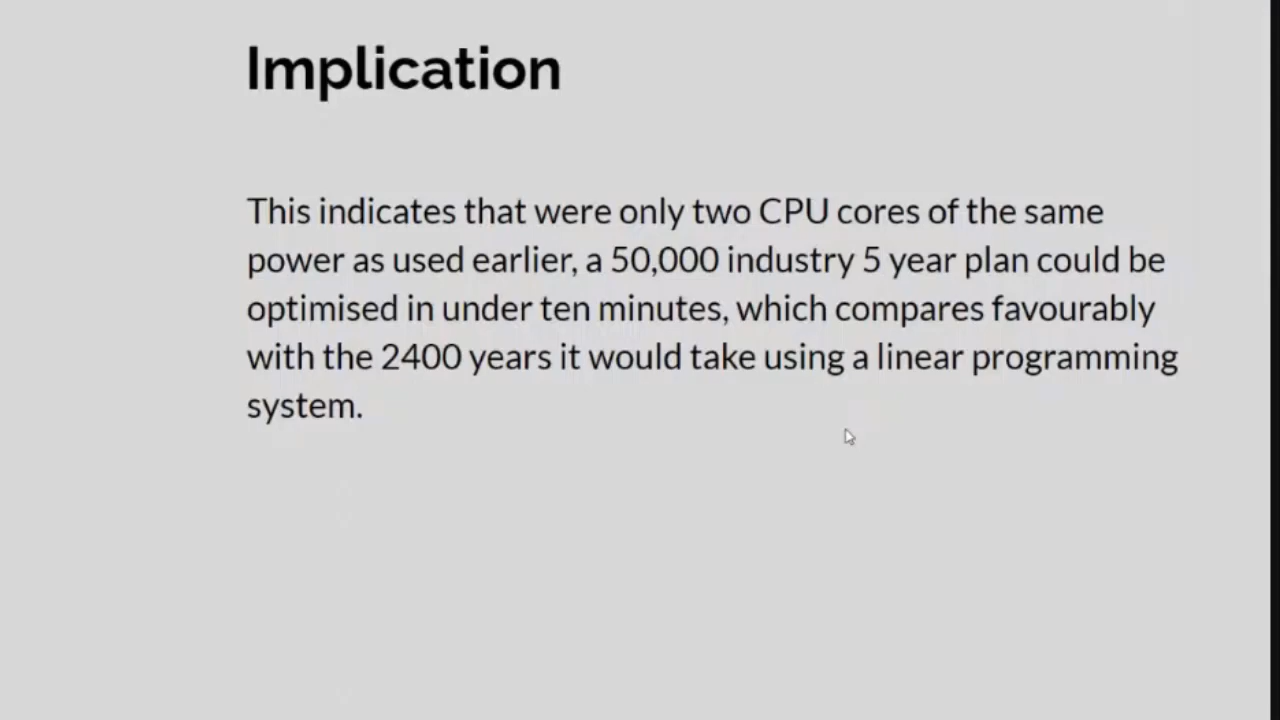 Implication
This indicates that were only two CPU cores of the same
power as used earlier, a 50,000 industry 5 year plan could be
optimised in under ten minutes, which compares favourably
with the 2400 years it would take using a linear programming
system.